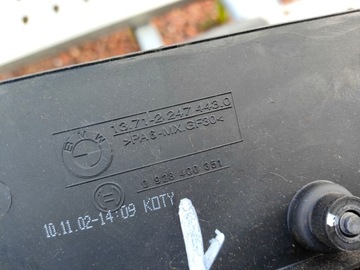 BMW
13.71-2 247 443.0
>PA6-MX GF30<
0 928 400 351
10.11.02-14:09 KOTY